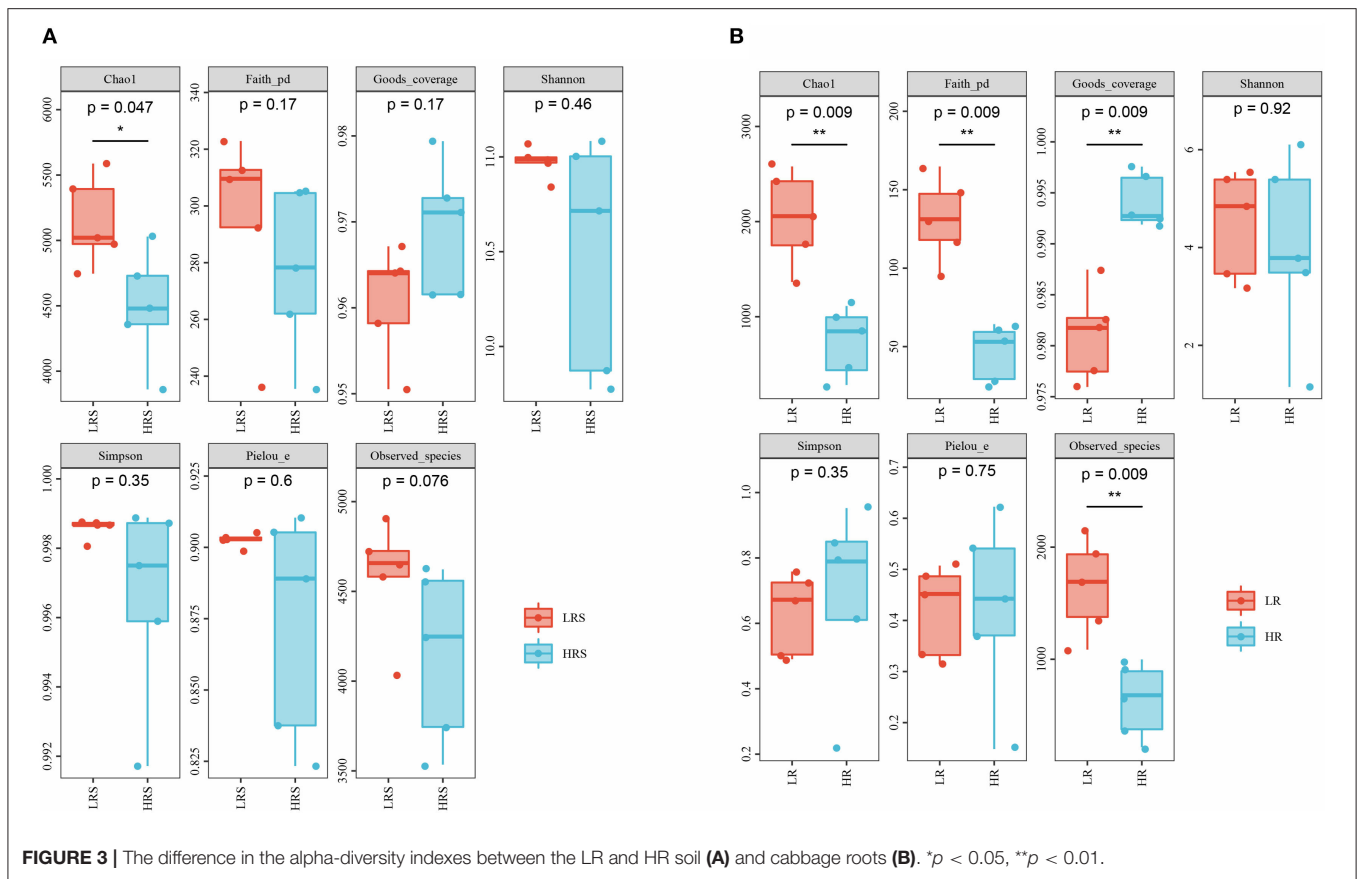 A
Chao1
p = 0.047
*
6000
5500
5000
4500
4000
LRS
HRS
Faith_pd
p = 0.17
340
320
300
280
260
240
LRS
HRS
Goods_coverage
p = 0.17
0.98
0.97
0.96
0.95
LRS
HRS
Shannon
p = 0.46
11.0
10.5
10.0
LRS
HRS
Simpson
p = 0.35
1.000
0.998
0.996
0.994
0.992
LRS
HRS
Pielou_e
p = 0.6
0.925
0.900
0.875
0.850
0.825
LRS
HRS
Observed_species
p = 0.076
5000
4500
4000
3500
LRS
HRS
LRS
HRS
B
Chao1
p = 0.009
**
3000
2000
1000
LR
HR
Faith_pd
p = 0.009
**
200
150
100
50
LR
HR
Goods_coverage
p = 0.009
**
1.000
0.995
0.990
0.985
0.980
0.975
LR
HR
Shannon
p = 0.92
6
4
2
LR
HR
Simpson
p = 0.35
1.0
0.8
0.6
0.4
0.2
LR
HR
Pielou_e
p = 0.75
0.7
0.6
0.5
0.4
0.3
0.2
LR
HR
Observed_species
p = 0.009
**
2000
1000
LR
HR
LR
HR
FIGURE 3 | The difference in the alpha-diversity indexes between the LR and HR soil (A) and cabbage roots (B). *p < 0.05, **p < 0.01.